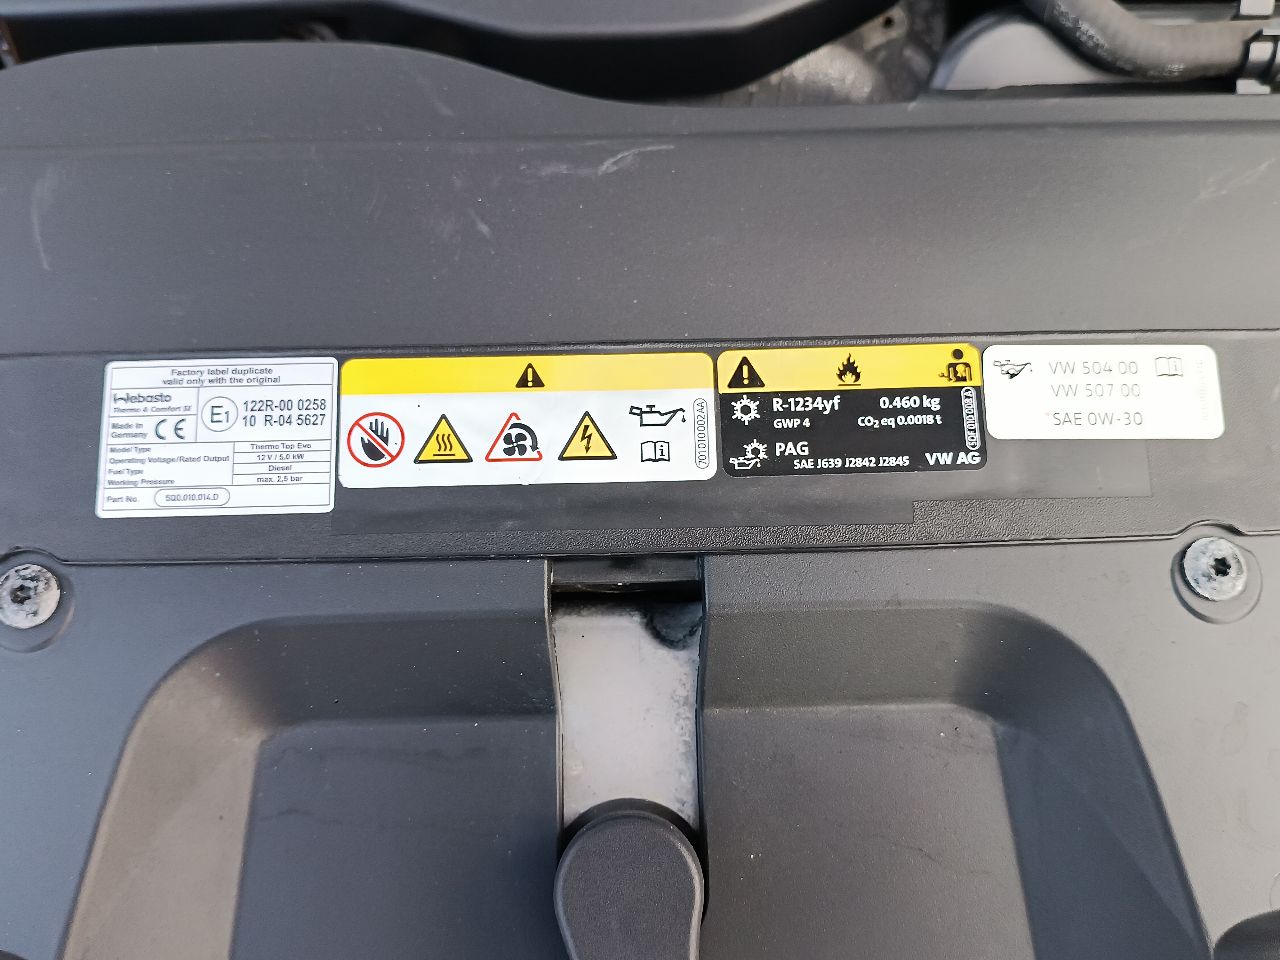 Factory label duplicate
valid only with the original
Webasto
Thermo & Comfort SE
Made in
Germany
CE
E1
122R-00 0258
10 R-04 5627
Model Type Thermo Top Evo
Operating Voltage/Rated Output 12 V / 5.0 kW
Fuel Type Diesel
Working Pressure max. 2,5 bar
Part No. 5Q0.010.014.D
7C1010002AA
R-1234yf 0.460 kg
GWP 4 CO2 eq 0.0018 t
PAG
SAE J639 J2842 J2845 VW AG
VW 504 00
VW 507 00
SAE 0W-30